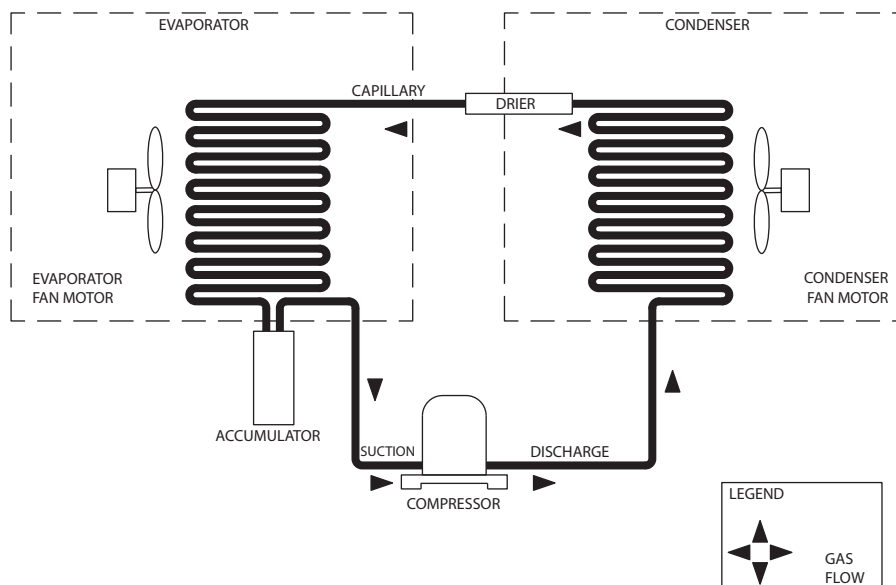 EVAPORATOR
CONDENSER
CAPILLARY
DRIER
EVAPORATOR
FAN MOTOR
CONDENSER
FAN MOTOR
ACCUMULATOR
SUCTION
DISCHARGE
COMPRESSOR
LEGEND
GAS
FLOW